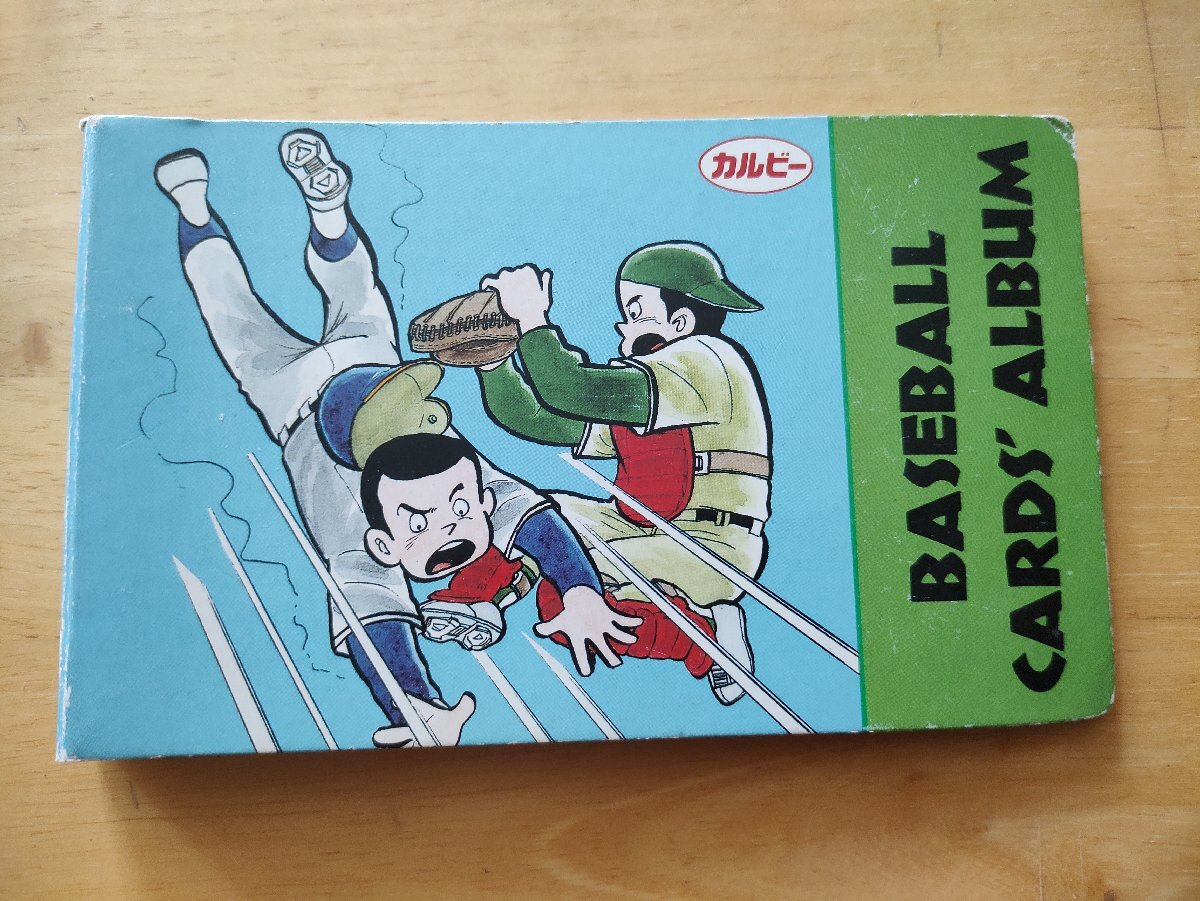 カルビー
BASEBALL
CARDS' ALBUM